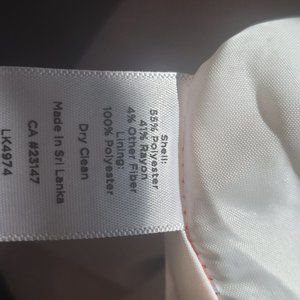 Shell:
55% Polyester
41% Rayon
4% Other Fiber
Lining:
100% Polyester
Dry Clean
Made in Sri Lanka
CA #23147
LK4974